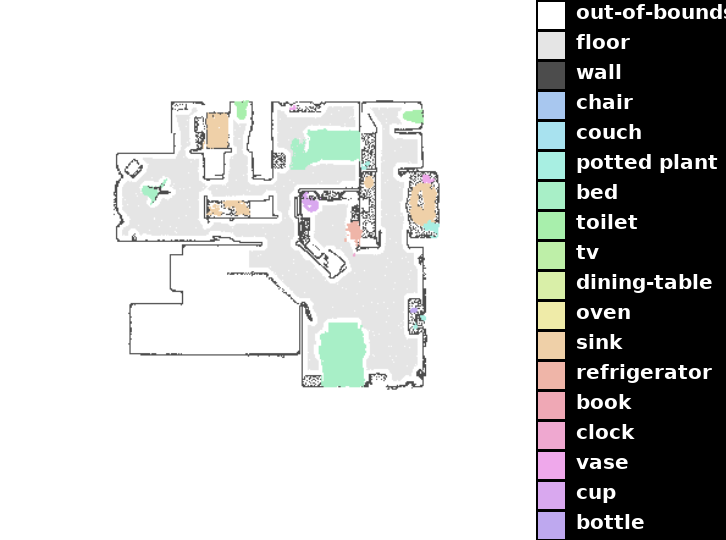 out-of-bounds
floor
wall
chair
couch
potted plant
bed
toilet
tv
dining-table
oven
sink
refrigerator
book
clock
vase
cup
bottle